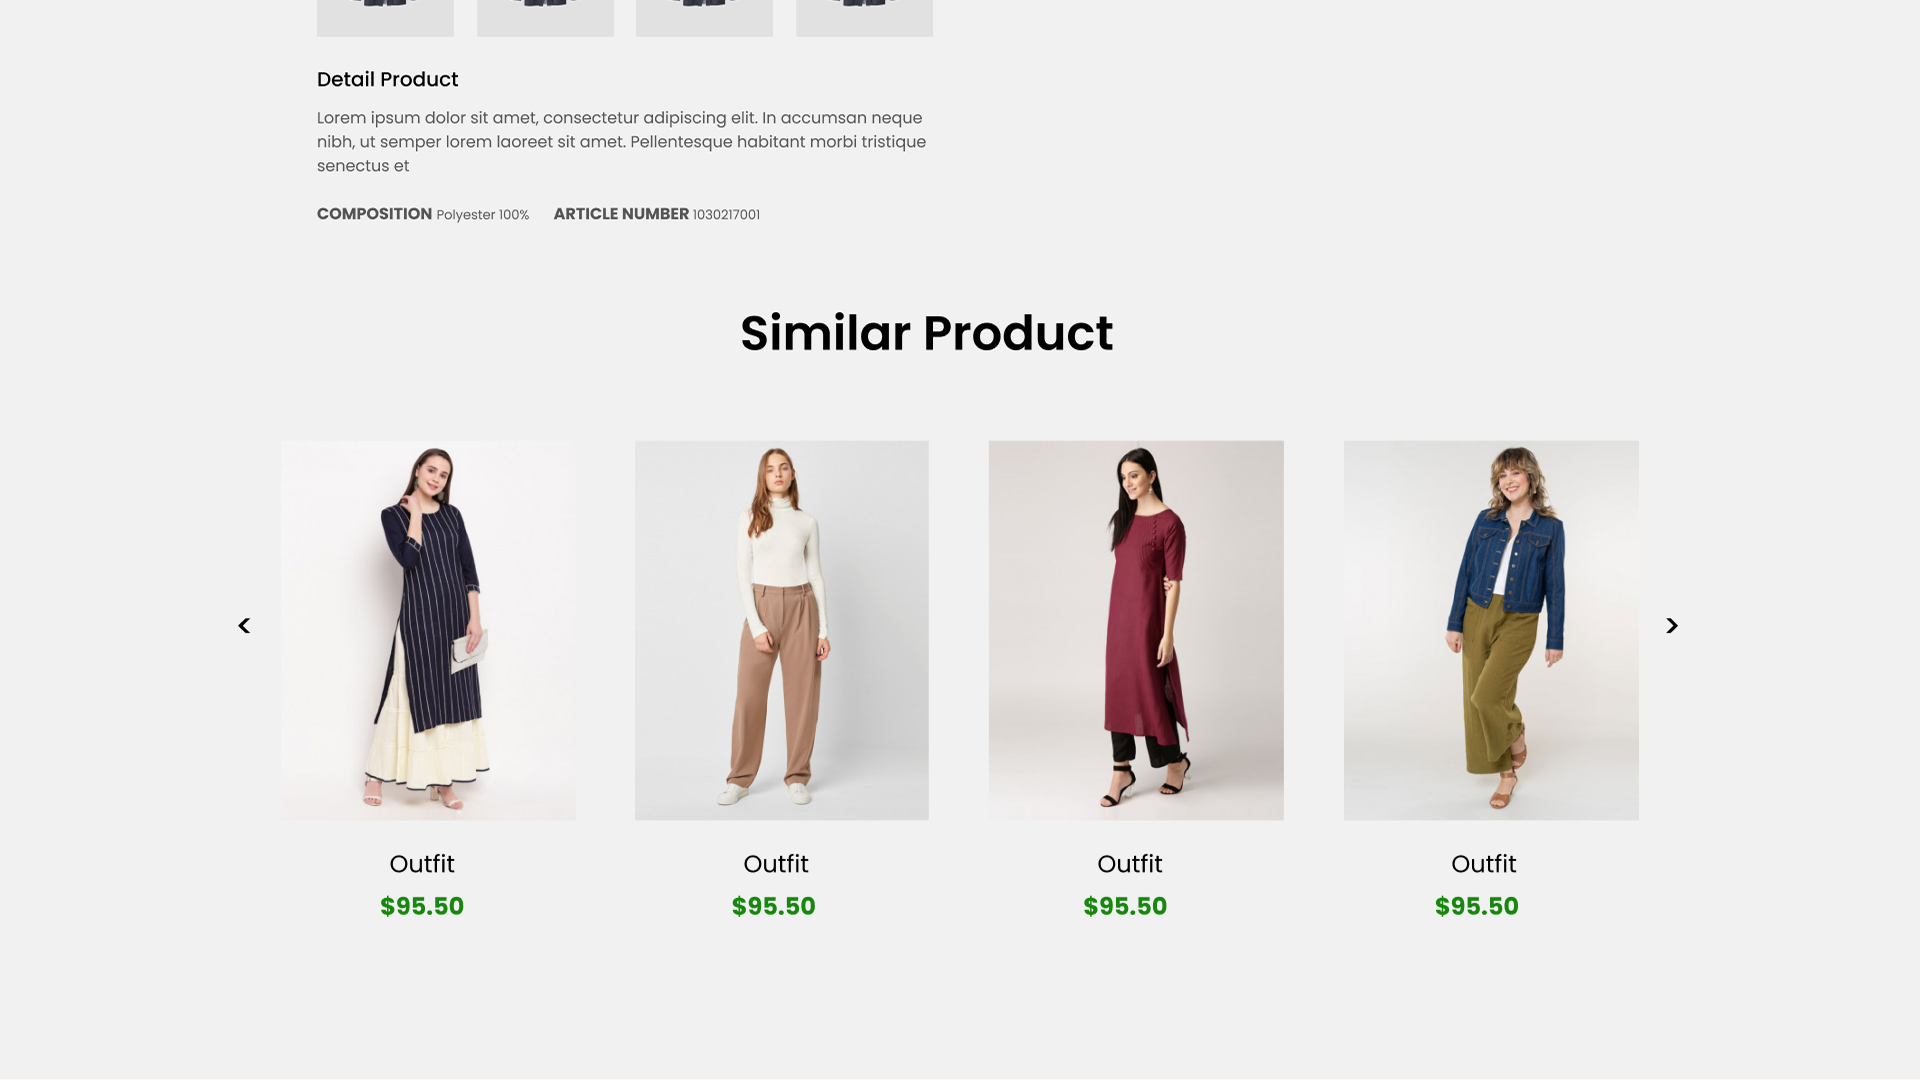 Detail Product
Lorem ipsum dolor sit amet, consectetur adipiscing elit. In accumsan neque
nibh, ut semper lorem laoreet sit amet. Pellentesque habitant morbi tristique
senectus et
COMPOSITION Polyester 100% ARTICLE NUMBER 1030217001
Similar Product
< >
Outfit Outfit Outfit Outfit
$95.50 $95.50 $95.50 $95.50